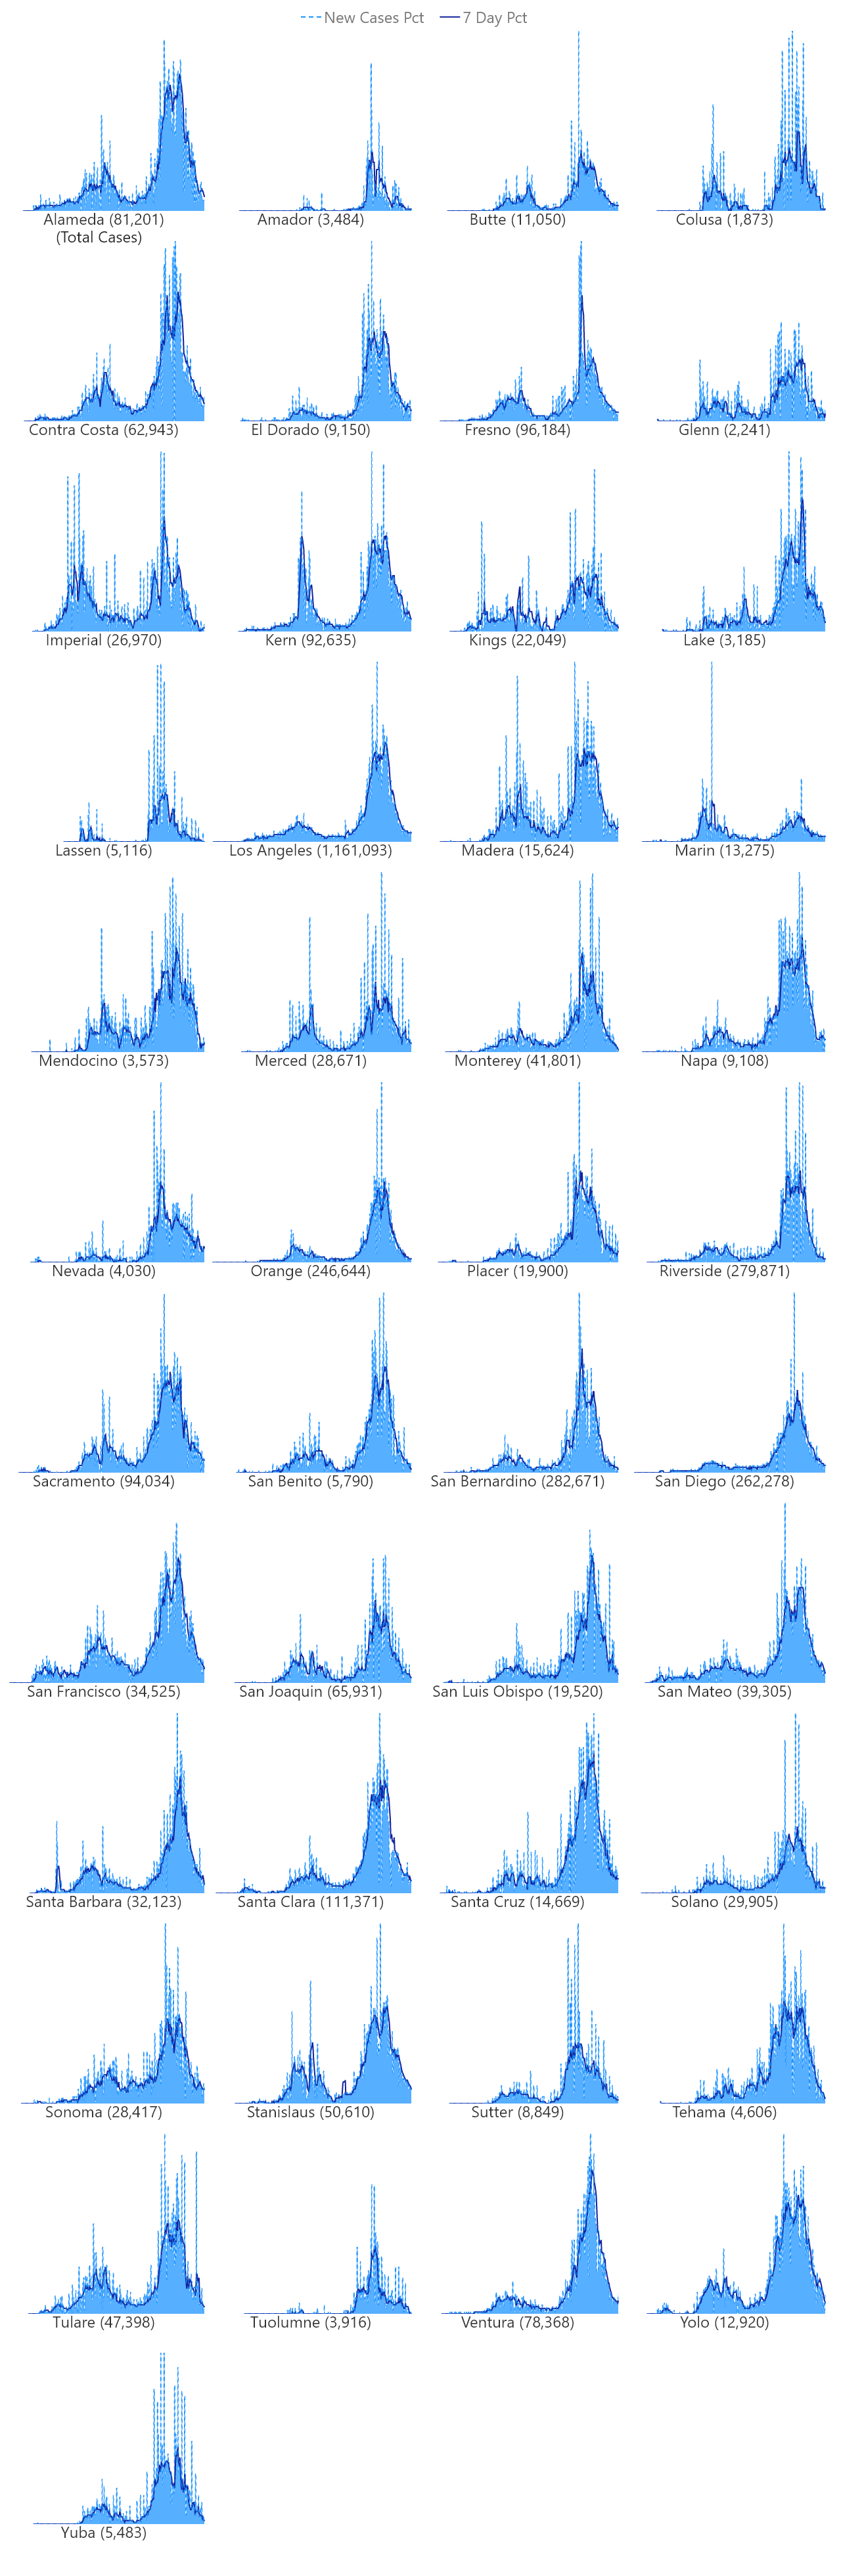 New Cases Pct 7 Day Pct
Alameda (81,201) Amador (3,484) Butte (11,050) Colusa (1,873)
(Total Cases)
Contra Costa (62,943) El Dorado (9,150) Fresno (96,184) Glenn (2,241)
Imperial (26,970) Kern (92,635) Kings (22,049) Lake (3,185)
Lassen (5,116) Los Angeles (1,161,093) Madera (15,624) Marin (13,275)
Mendocino (3,573) Merced (28,671) Monterey (41,801) Napa (9,108)
Nevada (4,030) Orange (246,644) Placer (19,900) Riverside (279,871)
Sacramento (94,034) San Benito (5,790) San Bernardino (282,671) San Diego (262,278)
San Francisco (34,525) San Joaquin (65,931) San Luis Obispo (19,520) San Mateo (39,305)
Santa Barbara (32,123) Santa Clara (111,371) Santa Cruz (14,669) Solano (29,905)
Sonoma (28,417) Stanislaus (50,610) Sutter (8,849) Tehama (4,606)
Tulare (47,398) Tuolumne (3,916) Ventura (78,368) Yolo (12,920)
Yuba (5,483)